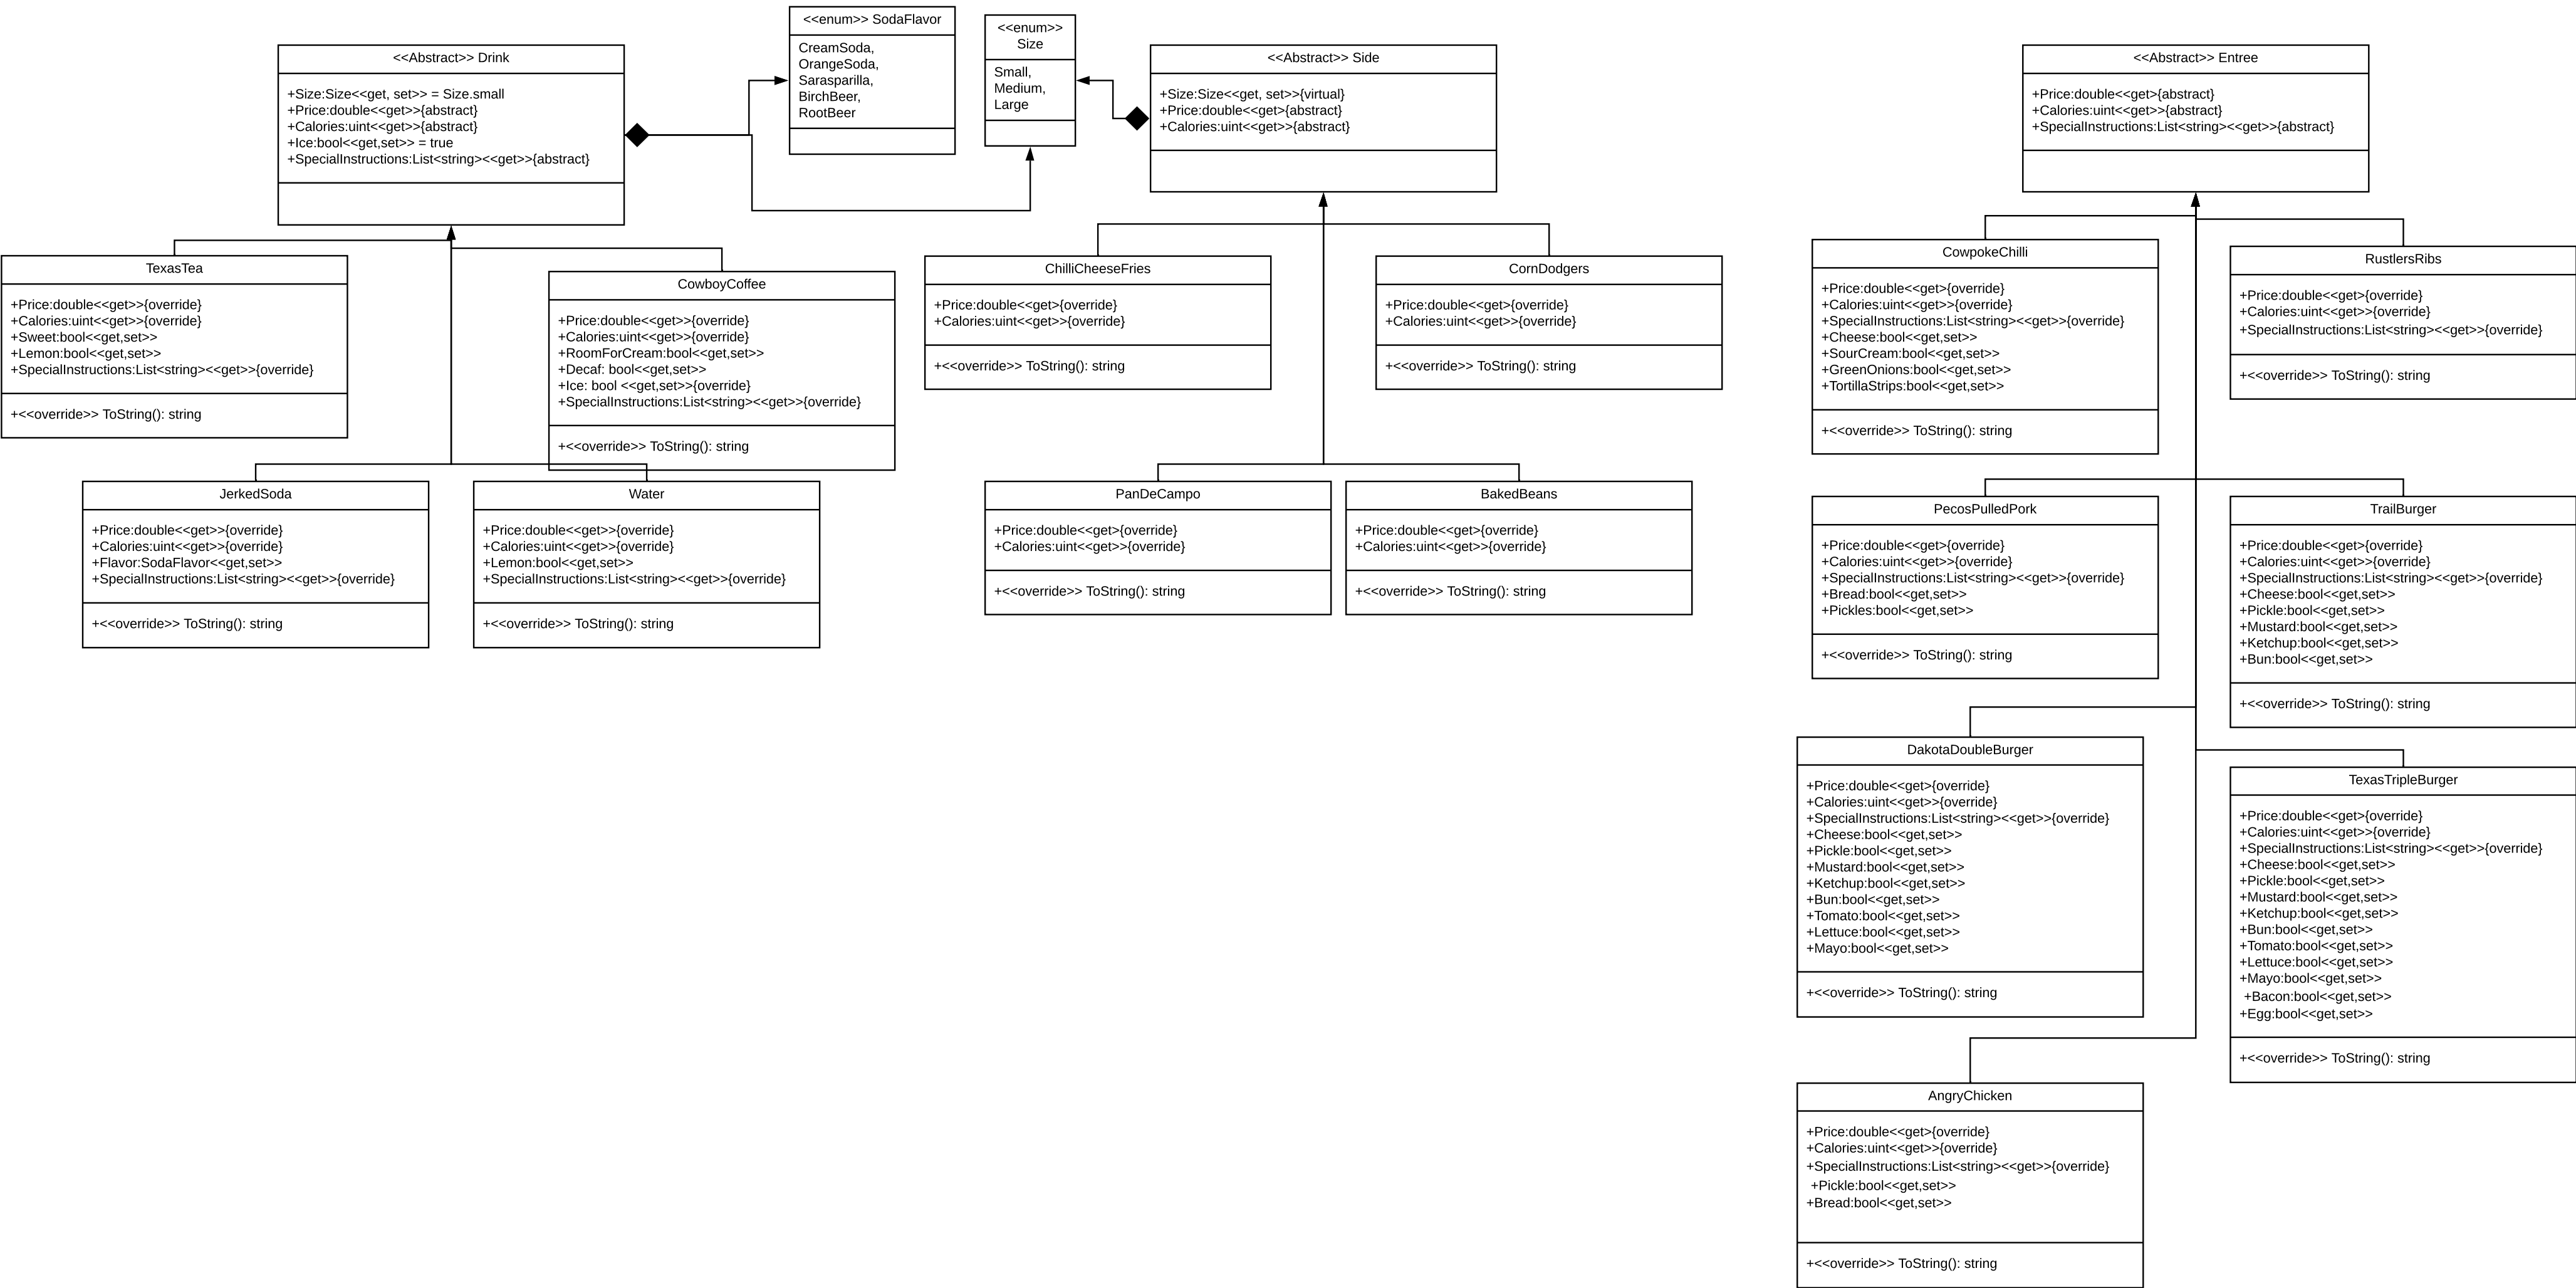 <<Abstract>> Drink
+Size:Size<<get, set>> = Size.small
+Price:double<<get>>{abstract}
+Calories:uint<<get>>{abstract}
+Ice:bool<<get,set>> = true
+SpecialInstructions:List<string><<get>>{abstract}
<<enum>> SodaFlavor
CreamSoda,
OrangeSoda,
Sarasparilla,
BirchBeer,
RootBeer
<<enum>>
Size
Small,
Medium,
Large
<<Abstract>> Side
+Size:Size<<get, set>>{virtual}
+Price:double<<get>{abstract}
+Calories:uint<<get>>{abstract}
<<Abstract>> Entree
+Price:double<<get>{abstract}
+Calories:uint<<get>>{abstract}
+SpecialInstructions:List<string><<get>>{abstract}
TexasTea
+Price:double<<get>>{override}
+Calories:uint<<get>>{override}
+Sweet:bool<<get,set>>
+Lemon:bool<<get,set>>
+SpecialInstructions:List<string><<get>>{override}
+<<override>> ToString(): string
CowboyCoffee
+Price:double<<get>>{override}
+Calories:uint<<get>>{override}
+RoomForCream:bool<<get,set>>
+Decaf: bool<<get,set>>
+Ice: bool <<get,set>>{override}
+SpecialInstructions:List<string><<get>>{override}
+<<override>> ToString(): string
ChilliCheeseFries
+Price:double<<get>{override}
+Calories:uint<<get>>{override}
+<<override>> ToString(): string
CornDodgers
+Price:double<<get>{override}
+Calories:uint<<get>>{override}
+<<override>> ToString(): string
CowpokeChilli
+Price:double<<get>{override}
+Calories:uint<<get>>{override}
+SpecialInstructions:List<string><<get>>{override}
+Cheese:bool<<get,set>>
+SourCream:bool<<get,set>>
+GreenOnions:bool<<get,set>>
+TortillaStrips:bool<<get,set>>
+<<override>> ToString(): string
RustlersRibs
+Price:double<<get>{override}
+Calories:uint<<get>>{override}
+SpecialInstructions:List<string><<get>>{override}
+<<override>> ToString(): string
JerkedSoda
+Price:double<<get>>{override}
+Calories:uint<<get>>{override}
+Flavor:SodaFlavor<<get,set>>
+SpecialInstructions:List<string><<get>>{override}
+<<override>> ToString(): string
Water
+Price:double<<get>>{override}
+Calories:uint<<get>>{override}
+Lemon:bool<<get,set>>
+SpecialInstructions:List<string><<get>>{override}
+<<override>> ToString(): string
PanDeCampo
+Price:double<<get>{override}
+Calories:uint<<get>>{override}
+<<override>> ToString(): string
BakedBeans
+Price:double<<get>{override}
+Calories:uint<<get>>{override}
+<<override>> ToString(): string
PecosPulledPork
+Price:double<<get>{override}
+Calories:uint<<get>>{override}
+SpecialInstructions:List<string><<get>>{override}
+Bread:bool<<get,set>>
+Pickles:bool<<get,set>>
+<<override>> ToString(): string
TrailBurger
+Price:double<<get>{override}
+Calories:uint<<get>>{override}
+SpecialInstructions:List<string><<get>>{override}
+Cheese:bool<<get,set>>
+Pickle:bool<<get,set>>
+Mustard:bool<<get,set>>
+Ketchup:bool<<get,set>>
+Bun:bool<<get,set>>
+<<override>> ToString(): string
DakotaDoubleBurger
+Price:double<<get>{override}
+Calories:uint<<get>>{override}
+SpecialInstructions:List<string><<get>>{override}
+Cheese:bool<<get,set>>
+Pickle:bool<<get,set>>
+Mustard:bool<<get,set>>
+Ketchup:bool<<get,set>>
+Bun:bool<<get,set>>
+Tomato:bool<<get,set>>
+Lettuce:bool<<get,set>>
+Mayo:bool<<get,set>>
+<<override>> ToString(): string
TexasTripleBurger
+Price:double<<get>{override}
+Calories:uint<<get>>{override}
+SpecialInstructions:List<string><<get>>{override}
+Cheese:bool<<get,set>>
+Pickle:bool<<get,set>>
+Mustard:bool<<get,set>>
+Ketchup:bool<<get,set>>
+Bun:bool<<get,set>>
+Tomato:bool<<get,set>>
+Lettuce:bool<<get,set>>
+Mayo:bool<<get,set>>
+Bacon:bool<<get,set>>
+Egg:bool<<get,set>>
+<<override>> ToString(): string
AngryChicken
+Price:double<<get>{override}
+Calories:uint<<get>>{override}
+SpecialInstructions:List<string><<get>>{override}
+Pickle:bool<<get,set>>
+Bread:bool<<get,set>>
+<<override>> ToString(): string